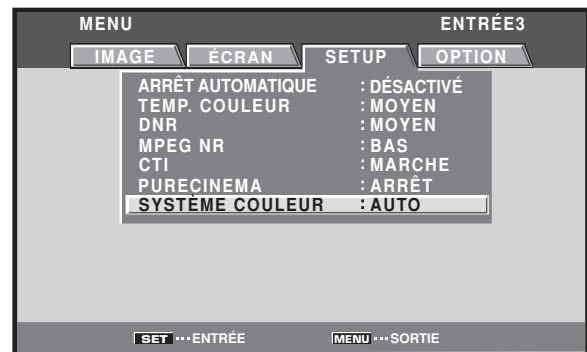 MENU ENTRÉE3
IMAGE ÉCRAN SETUP OPTION
ARRÊT AUTOMATIQUE : DÉSACTIVÉ
TEMP. COULEUR : MOYEN
DNR : MOYEN
MPEG NR : BAS
CTI : MARCHE
PURECINEMA : ARRÊT
SYSTÈME COULEUR : AUTO
SET ··· ENTRÉE MENU ··· SORTIE